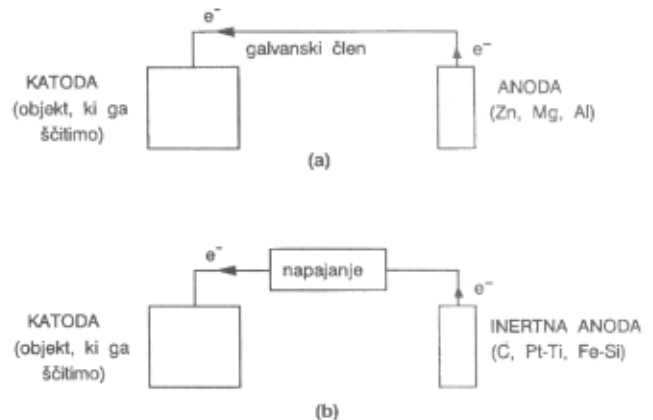 e⁻
galvanski člen
e⁻
KATODA
(objekt, ki ga
ščitimo)
ANODA
(Zn, Mg, Al)
(a)
e⁻
napajanje
e⁻
KATODA
(objekt, ki ga
ščitimo)
INERTNA ANODA
(C, Pt-Ti, Fe-Si)
(b)